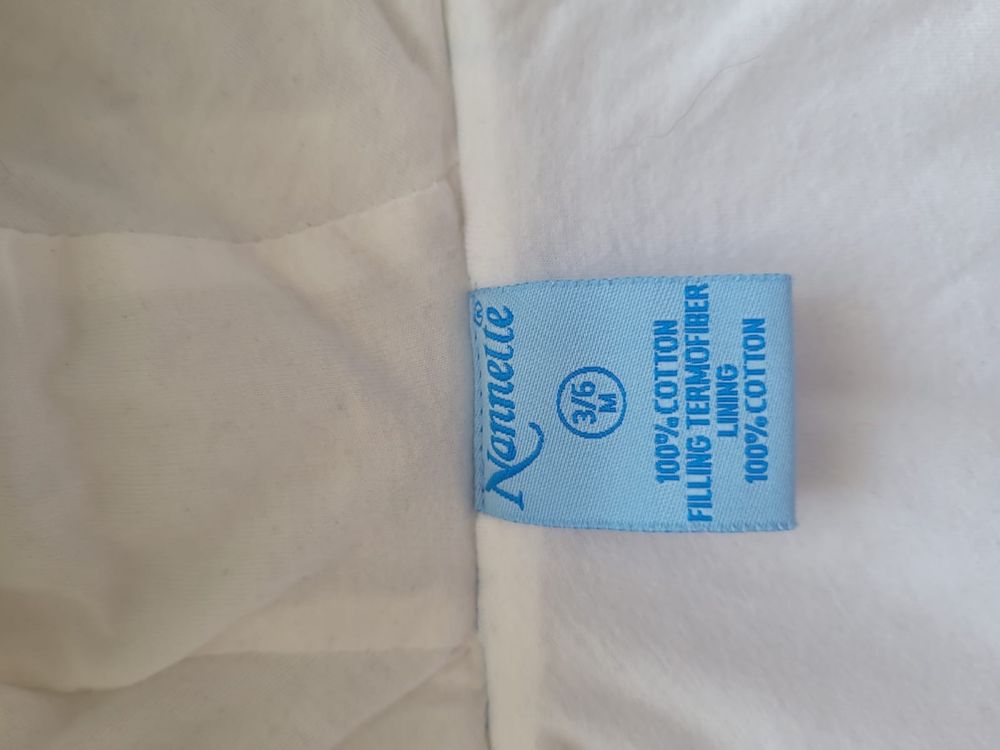 Nannette®
3/6
M
100% COTTON
FILLING TERMOFIBER
LINING
100% COTTON